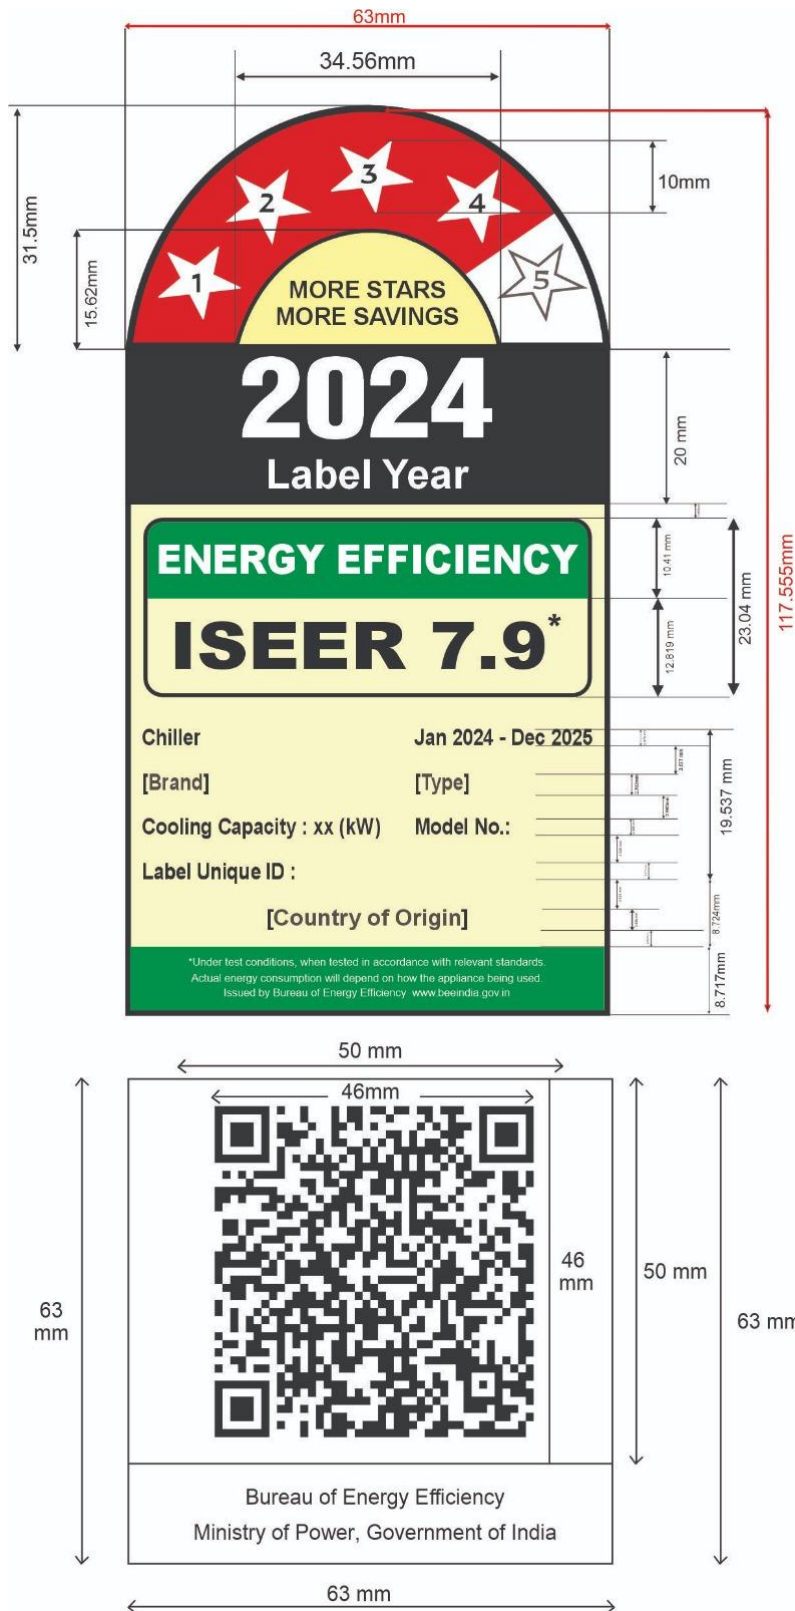 63mm
34.56mm
31.5mm
15.62mm
10mm
1
2
3
4
5
MORE STARS
MORE SAVINGS
2024
Label Year
20 mm
117.555mm
ENERGY EFFICIENCY
10.41 mm
23.04 mm
ISEER 7.9*
12.819 mm
Chiller Jan 2024 - Dec 2025
[Brand] [Type]
19.537 mm
Cooling Capacity : xx (kW) Model No.:
Label Unique ID :
[Country of Origin]
8.724mm
*Under test conditions, when tested in accordance with relevant standards.
Actual energy consumption will depend on how the appliance being used.
Issued by Bureau of Energy Efficiency www.beeindia.gov.in
8.717mm
50 mm
46mm
46
mm
50 mm
63
mm
63 mm
Bureau of Energy Efficiency
Ministry of Power, Government of India
63 mm